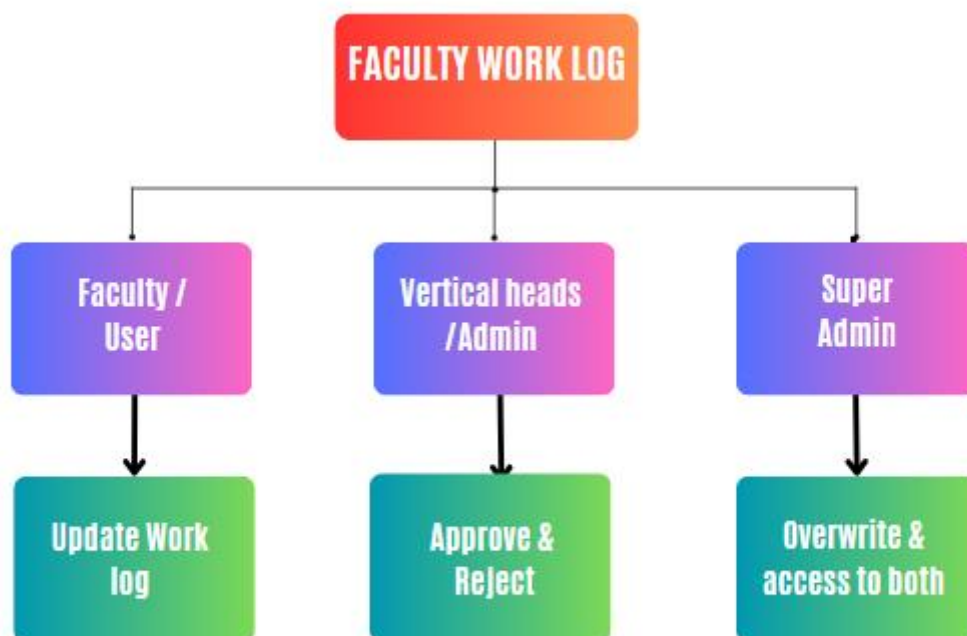 FACULTY WORK LOG
Faculty /
User
Vertical heads
/Admin
Super
Admin
Update Work
log
Approve &
Reject
Overwrite &
access to both